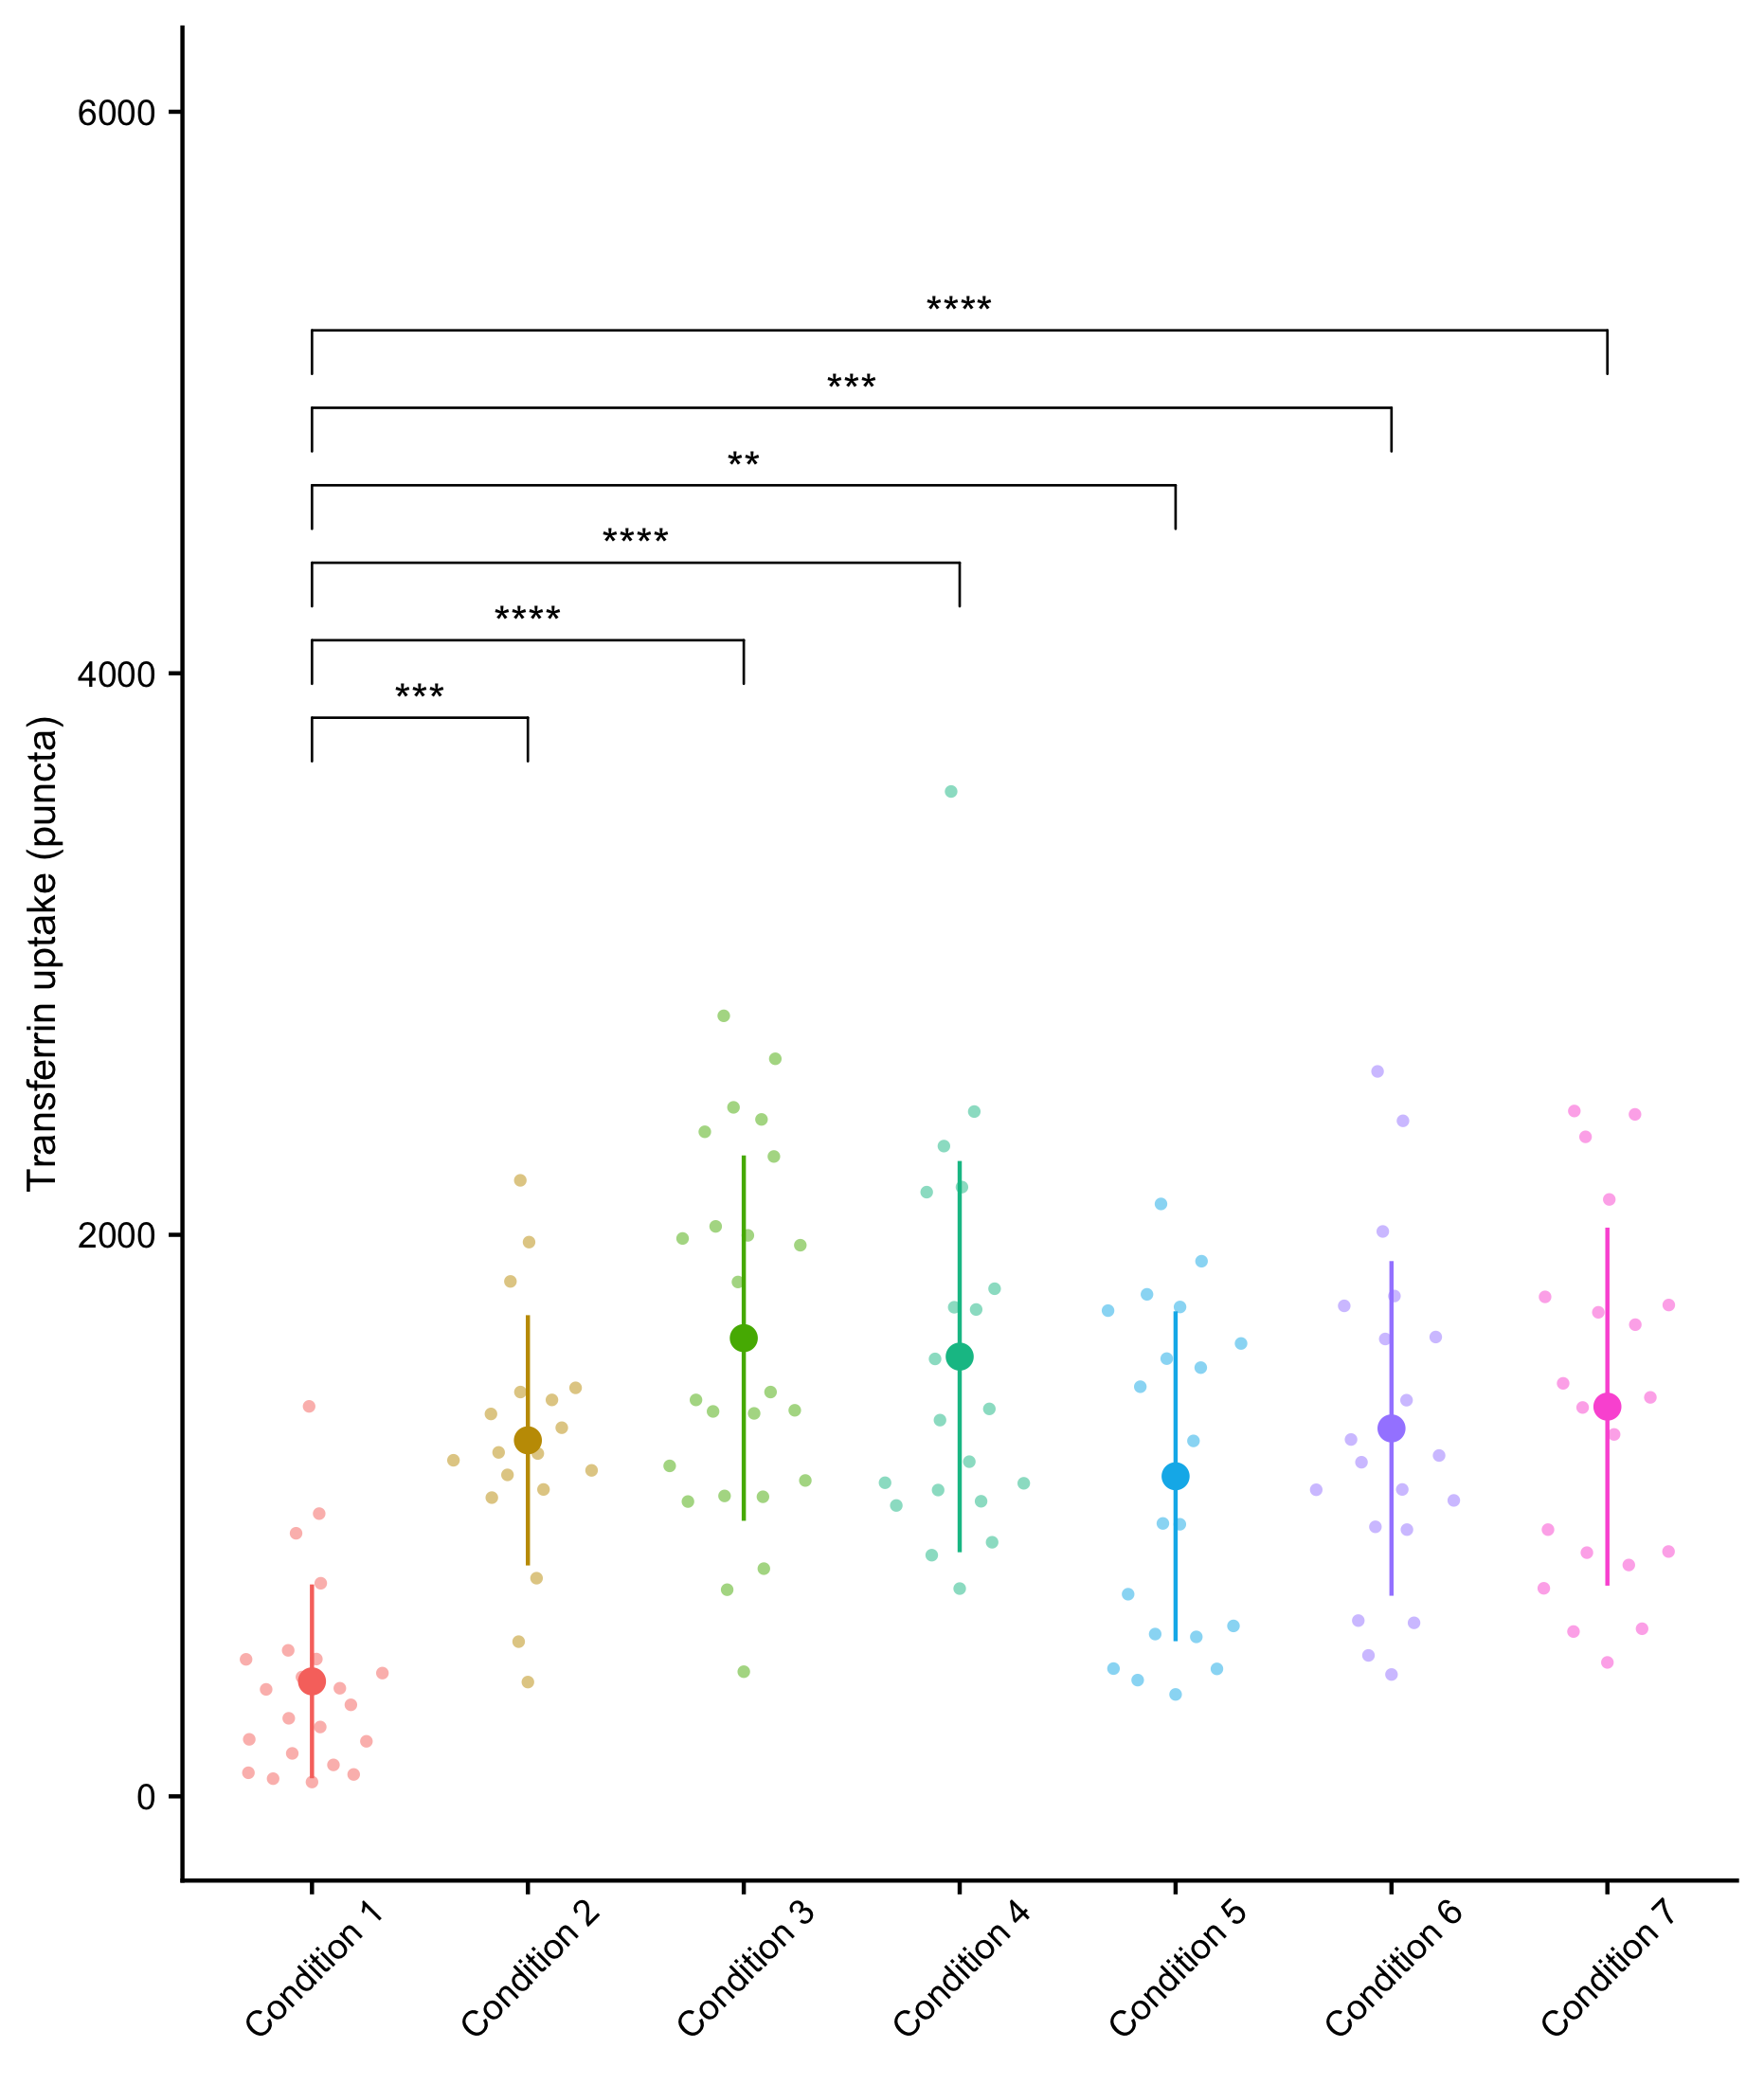 Transferrin uptake (puncta)
6000
4000
2000
0
****
***
**
****
****
***
Condition 1
Condition 2
Condition 3
Condition 4
Condition 5
Condition 6
Condition 7